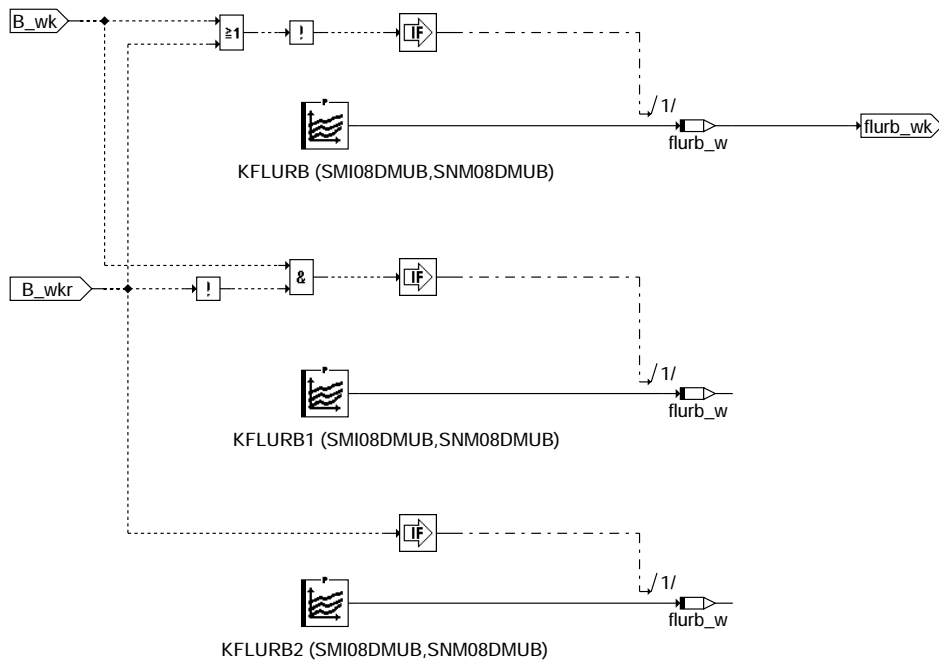 B_wk
≥1
!
IF
P
/1/
flurb_w
flurb_wk
KFLURB (SMI08DMUB,SNM08DMUB)
B_wkr
!
&
IF
P
/1/
flurb_w
KFLURB1 (SMI08DMUB,SNM08DMUB)
IF
P
/1/
flurb_w
KFLURB2 (SMI08DMUB,SNM08DMUB)